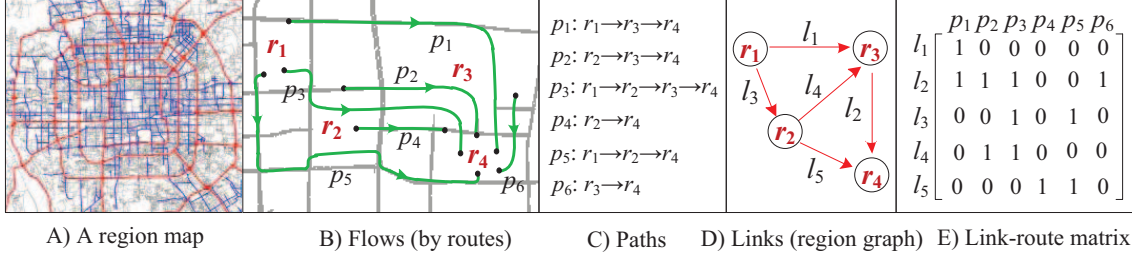 r1
r2
r3
r4
p1
p2
p3
p4
p5
p6
p1: r1→r3→r4
p2: r2→r3→r4
p3: r1→r2→r3→r4
p4: r2→r4
p5: r1→r2→r4
p6: r3→r4
r1
r3
r2
r4
l1
l3
l4
l2
l5
p1 p2 p3 p4 p5 p6
l1 1 0 0 0 0 0
l2 1 1 1 0 0 1
l3 0 0 1 0 1 0
l4 0 1 1 0 0 0
l5 0 0 0 1 1 0
A) A region map
B) Flows (by routes)
C) Paths
D) Links (region graph)
E) Link-route matrix